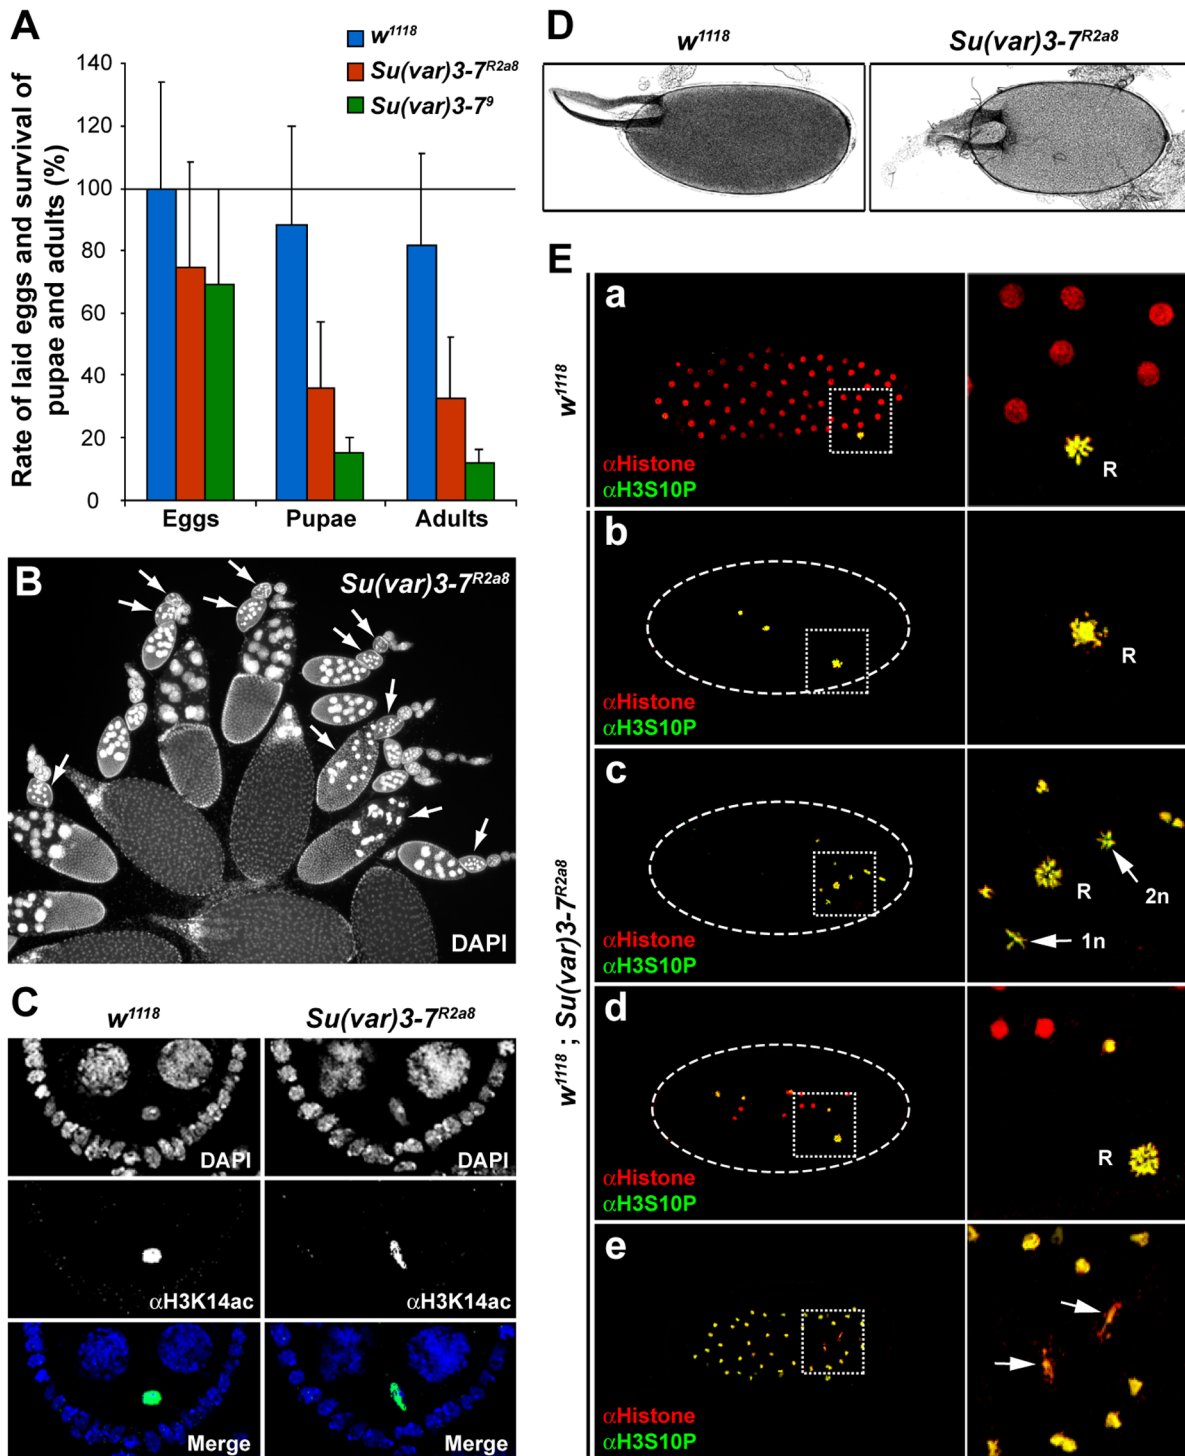 A
w1118
Su(var)3-7R2a8
Su(var)3-79
Rate of laid eggs and survival of
pupae and adults (%)
140
120
100
80
60
40
20
0
Eggs Pupae Adults
B
Su(var)3-7R2a8
DAPI
C
w1118 Su(var)3-7R2a8
DAPI DAPI
αH3K14ac αH3K14ac
Merge Merge
D
w1118 Su(var)3-7R2a8
E
w1118
a
αHistone
αH3S10P
R
w1118 ; Su(var)3-7R2a8
b
αHistone
αH3S10P
R
c
αHistone
αH3S10P
R
2n
1n
d
αHistone
αH3S10P
R
e
αHistone
αH3S10P